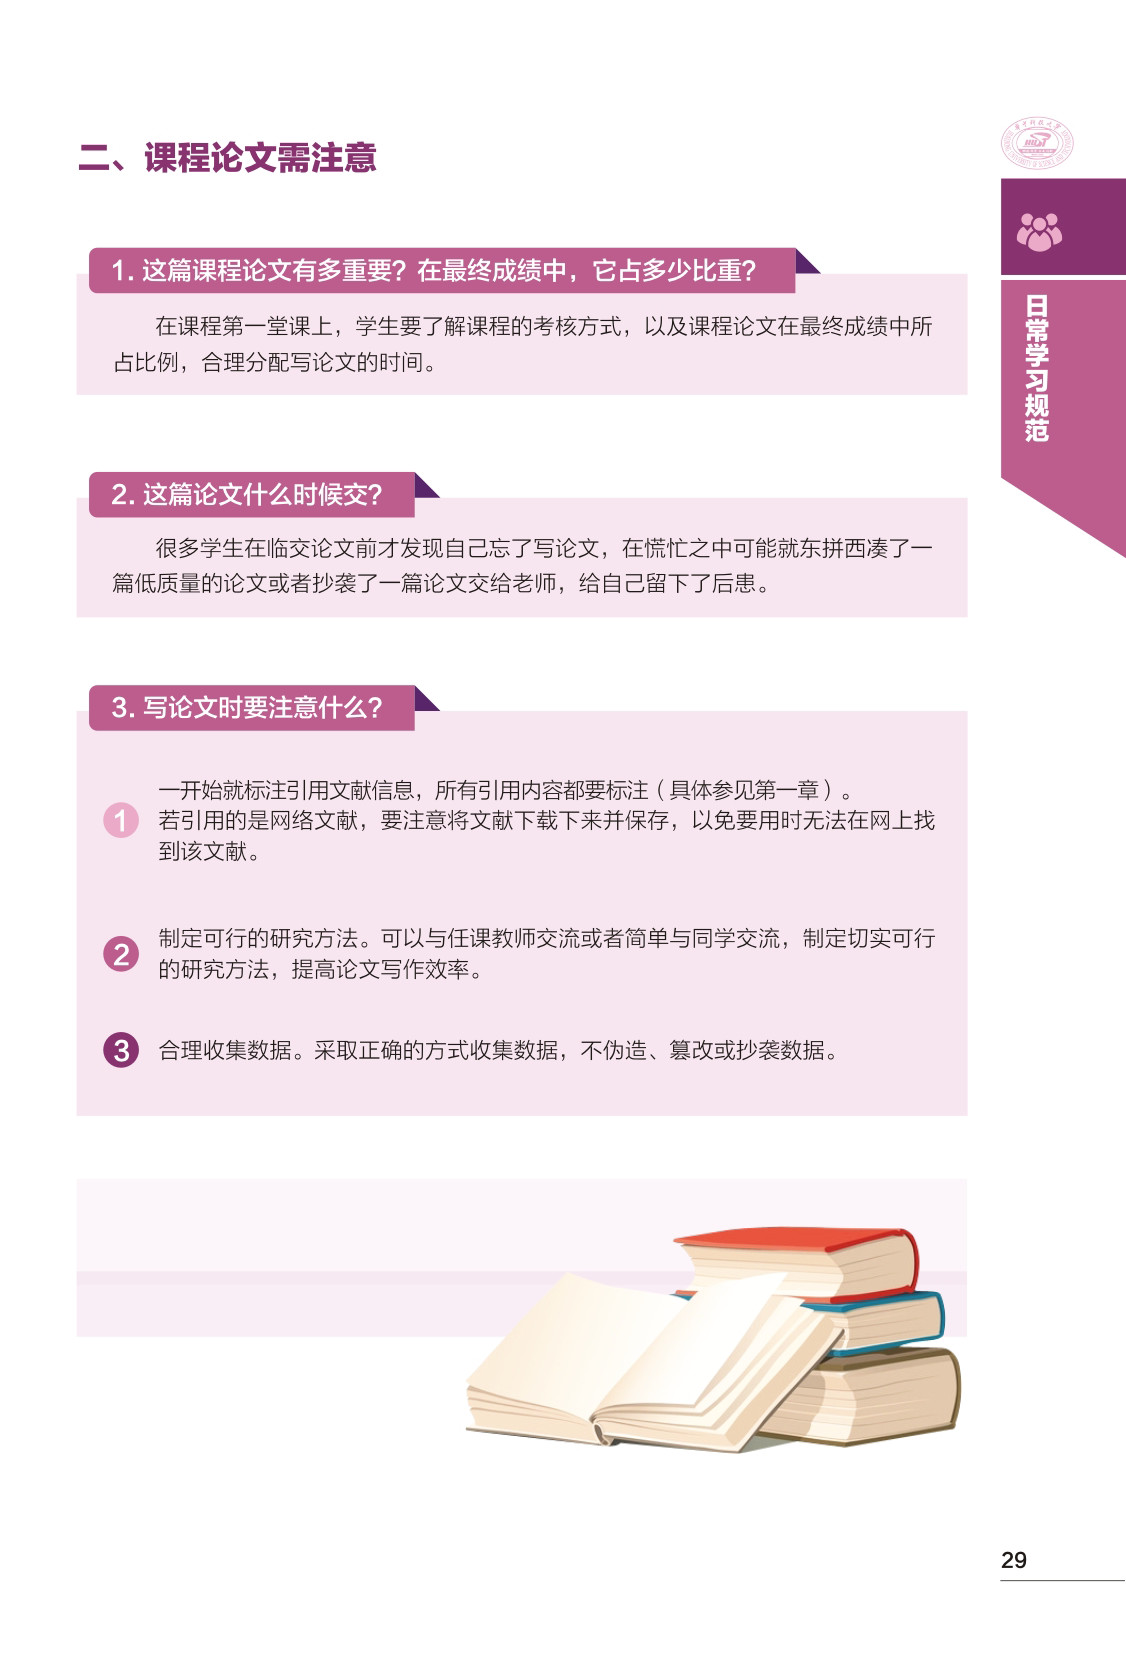 二、课程论文需注意
1. 这篇课程论文有多重要？在最终成绩中，它占多少比重？
在课程第一堂课上，学生要了解课程的考核方式，以及课程论文在最终成绩中所
占比例，合理分配写论文的时间。
2. 这篇论文什么时候交？
很多学生在临交论文前才发现自己忘了写论文，在慌忙之中可能就东拼西凑了一
篇低质量的论文或者抄袭了一篇论文交给老师，给自己留下了后患。
3. 写论文时要注意什么？
1
一开始就标注引用文献信息，所有引用内容都要标注（具体参见第一章）。
若引用的是网络文献，要注意将文献下载下来并保存，以免要用时无法在网上找
到该文献。
2
制定可行的研究方法。可以与任课教师交流或者简单与同学交流，制定切实可行
的研究方法，提高论文写作效率。
3
合理收集数据。采取正确的方式收集数据，不伪造、篡改或抄袭数据。
日常学习规范
29